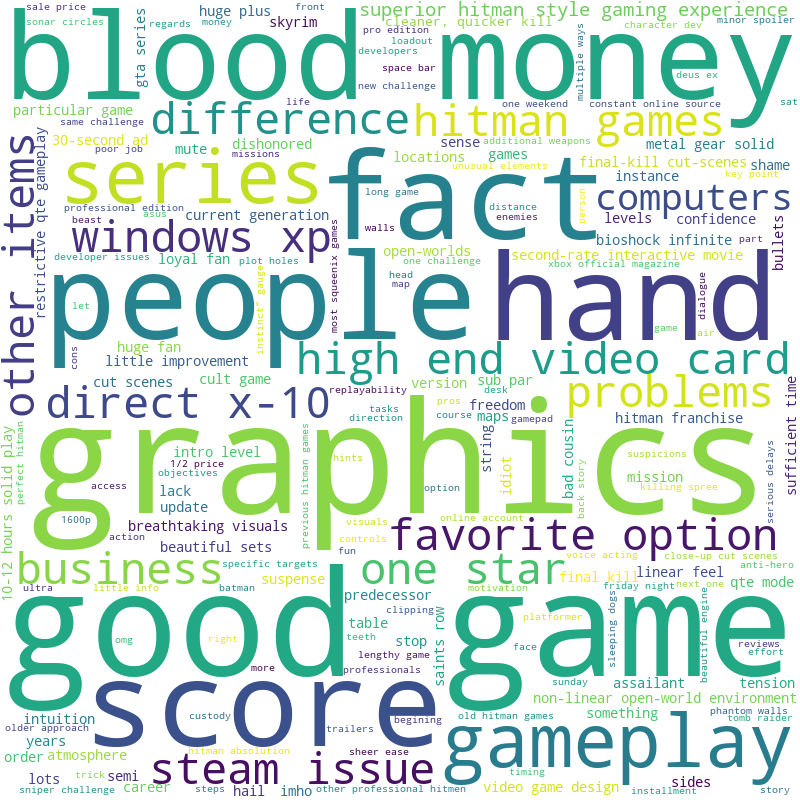 sale price
front
superior hitman style gaming experience
sonar circles
regards
money
huge plus
skyrim
gta series
pro edition
cleaner, quicker kill
character dev
minor spoiler
loadout
developers
multiple ways
blood money
space bar
deus ex
new challenge
life
one weekend
constant online source
sat
particular game
difference
hitman games
additional weapons
same challenge
30-second ad
mute
dishonored
sense
metal gear solid
poor job
missions
locations
games
final-kill cut-scenes
shame
unusual elements
key point
instance
series
fact
long game
computers
professional edition
distance
person
beast
asus
current generation
enemies
levels
confidence
other items
restrictive qte gameplay
windows xp
walls
bioshock infinite
part
bullets
developer issues
loyal fan
plot holes
most squeenix games
open-worlds
one challenge
second-rate interactive movie
xbox official magazine
instinct" gauge
head
map
dialogue
people
hand
let
game
air
cons
huge fan
little improvement
high end video card
cut scenes
cult game
version
sub par
desk
problems
sufficient time
direct x-10
replayability
pros
freedom
tasks
direction
course
gamepad
maps
hitman franchise
string
10-12 hours solid play
perfect hitman
graphics
intro level
hints
suspicions
idiot
bad cousin
back story
mission
killing spree
serious delays
1/2 price
objectives
access
lack
previous hitman games
option
update
1600p
visuals
online account
breathtaking visuals
controls
action
beautiful sets
fun
favorite option
voice acting
close-up cut scenes
business
specific targets
one star
final kill
linear feel
anti-hero
ultra
little info
batman
suspense
predecessor
motivation
friday night
next one
qte mode
good game
clipping
table
saints row
platformer
sleeping dogs
beautiful engine
omg
right
teeth
stop
face
reviews
effort
more
lengthy game
professionals
sunday
assailant
tension
score
non-linear open-world environment
intuition
custody
begining
something
phantom walls
older approach
trailers
old hitman games
tomb raider
years
gameplay
order
atmosphere
hitman absolution
sheer ease
lots
semi
steam issue
timing
trick
sides
sniper challenge
career
steps
hail
imho
other professional hitmen
video game design
installment
story